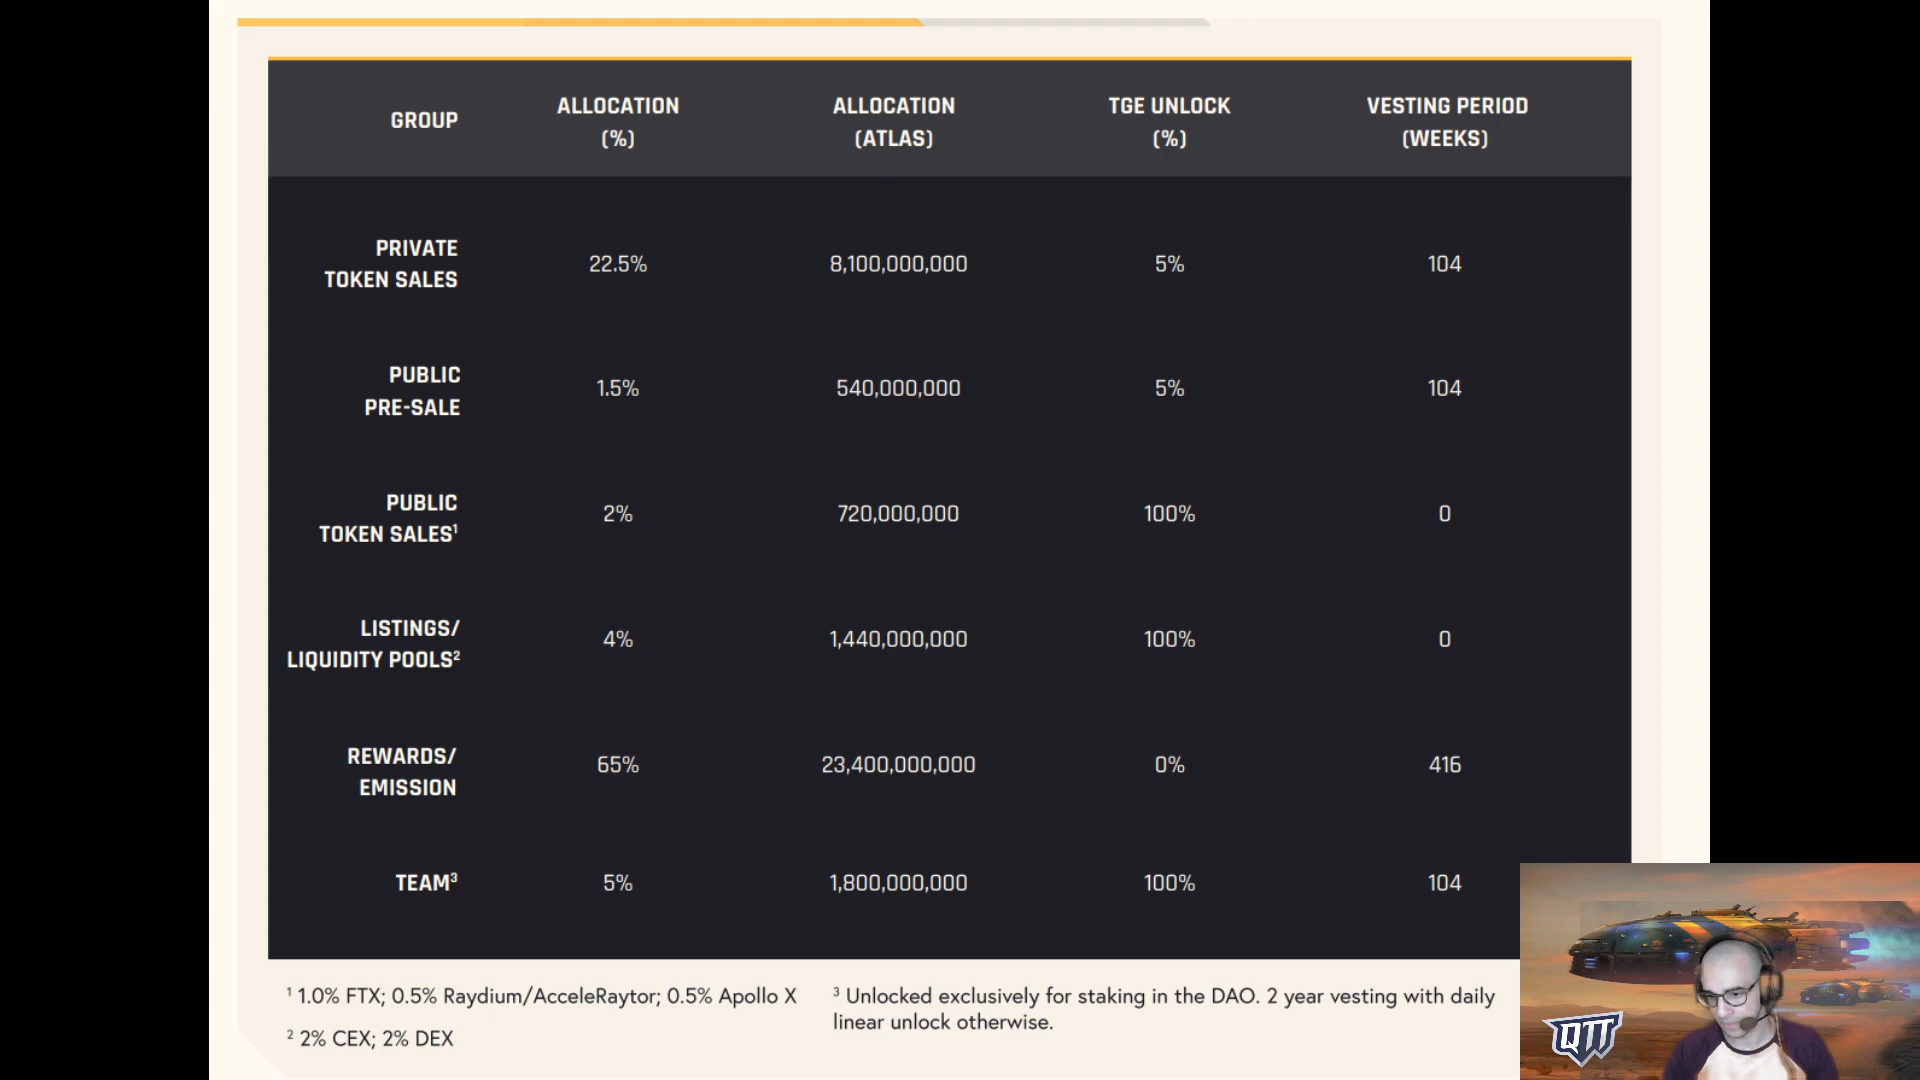 GROUP
ALLOCATION
(%)
ALLOCATION
(ATLAS)
TGE UNLOCK
(%)
VESTING PERIOD
(WEEKS)
PRIVATE
TOKEN SALES
22.5%
8,100,000,000
5%
104
PUBLIC
PRE-SALE
1.5%
540,000,000
5%
104
PUBLIC
TOKEN SALES¹
2%
720,000,000
100%
0
LISTINGS/
LIQUIDITY POOLS²
4%
1,440,000,000
100%
0
REWARDS/
EMISSION
65%
23,400,000,000
0%
416
TEAM³
5%
1,800,000,000
100%
104
¹ 1.0% FTX; 0.5% Raydium/AcceleRaytor; 0.5% Apollo X
² 2% CEX; 2% DEX
³ Unlocked exclusively for staking in the DAO. 2 year vesting with daily
linear unlock otherwise.